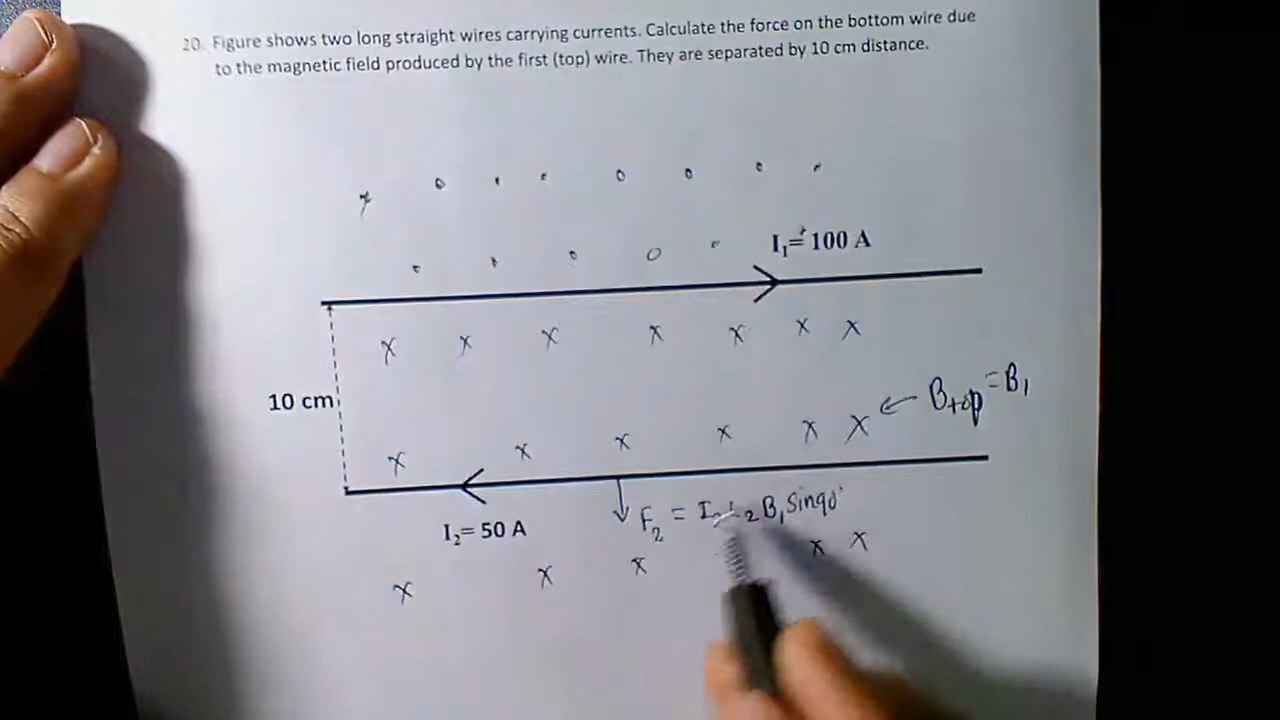 20. Figure shows two long straight wires carrying currents. Calculate the force on the bottom wire due
to the magnetic field produced by the first (top) wire. They are separated by 10 cm distance.
I₁= 100 A
10 cm
B top = B₁
I₂= 50 A
F₂ = I₂ L₂ B₁ Sin90°